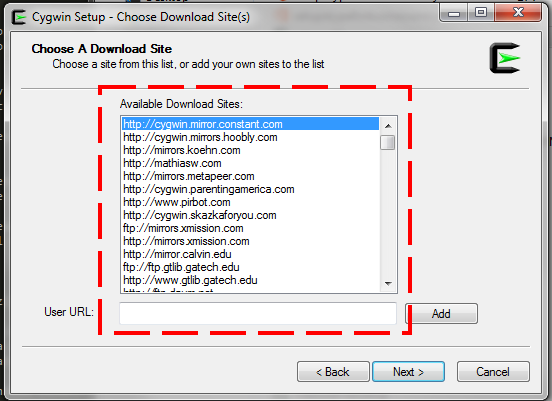 Cygwin Setup - Choose Download Site(s)
Choose A Download Site
Choose a site from this list, or add your own sites to the list
Available Download Sites:
http://cygwin.mirror.constant.com
http://cygwin.mirrors.hoobly.com
http://mirrors.koehn.com
http://mathiasw.com
http://mirrors.metapeer.com
http://cygwin.parentingamerica.com
http://www.pirbot.com
http://cygwin.skazkaforyou.com
ftp://mirrors.xmission.com
http://mirrors.xmission.com
http://mirror.calvin.edu
ftp://ftp.gtlib.gatech.edu
http://www.gtlib.gatech.edu
User URL:
Add
< Back
Next >
Cancel